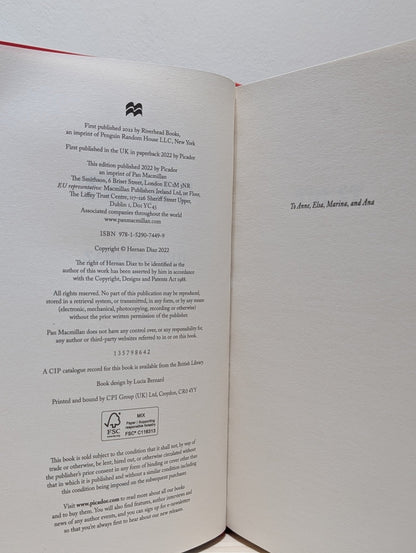 First published 2022 by Riverhead Books,
an imprint of Penguin Random House LLC, New York
First published in the UK in paperback 2022 by Picador
This edition published 2022 by Picador
an imprint of Pan Macmillan
The Smithson, 6 Briset Street, London EC1M 5NR
EU representative: Macmillan Publishers Ireland Ltd, 1st Floor,
The Liffey Trust Centre, 117–126 Sheriff Street Upper,
Dublin 1, D01 YC43
Associated companies throughout the world
www.panmacmillan.com
ISBN 978-1-5290-7449-9
Copyright © Hernan Diaz 2022
The right of Hernan Diaz to be identified as the
author of this work has been asserted by him in accordance
with the Copyright, Designs and Patents Act 1988.
All rights reserved. No part of this publication may be reproduced,
stored in a retrieval system, or transmitted, in any form, or by any means
(electronic, mechanical, photocopying, recording or otherwise)
without the prior written permission of the publisher.
Pan Macmillan does not have any control over, or any responsibility for,
any author or third-party websites referred to in or on this book.
1 3 5 7 9 8 6 4 2
A CIP catalogue record for this book is available from the British Library.
Book design by Lucia Bernard
Printed and bound by CPI Group (UK) Ltd, Croydon, CR0 4YY
FSC
www.fsc.org
MIX
Paper | Supporting
responsible forestry
FSC® C116313
This book is sold subject to the condition that it shall not, by way of
trade or otherwise, be lent, hired out, or otherwise circulated without
the publisher's prior consent in any form of binding or cover other than
that in which it is published and without a similar condition including
this condition being imposed on the subsequent purchaser.
Visit www.picador.com to read more about all our books
and to buy them. You will also find features, author interviews and
news of any author events, and you can sign up for e-newsletters
so that you're always first to hear about our new releases.
To Anne, Elsa, Marina, and Ana